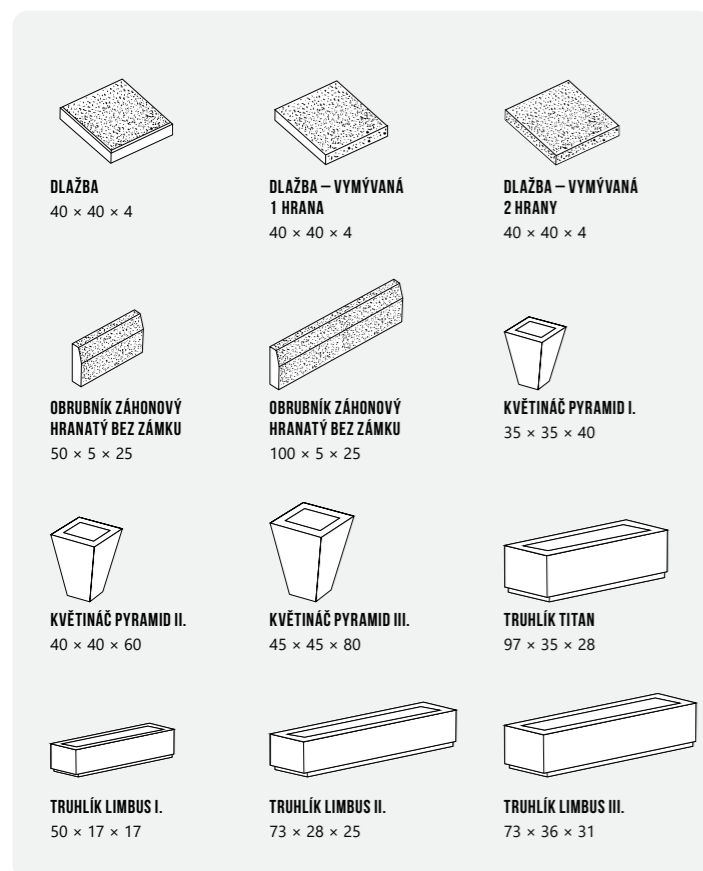 DLAŽBA
40 × 40 × 4
DLAŽBA – VYMÝVANÁ
1 HRANA
40 × 40 × 4
DLAŽBA – VYMÝVANÁ
2 HRANY
40 × 40 × 4
OBRUBNÍK ZÁHONOVÝ
HRANATÝ BEZ ZÁMKU
50 × 5 × 25
OBRUBNÍK ZÁHONOVÝ
HRANATÝ BEZ ZÁMKU
100 × 5 × 25
KVĚTINÁČ PYRAMID I.
35 × 35 × 40
KVĚTINÁČ PYRAMID II.
40 × 40 × 60
KVĚTINÁČ PYRAMID III.
45 × 45 × 80
TRUHLÍK TITAN
97 × 35 × 28
TRUHLÍK LIMBUS I.
50 × 17 × 17
TRUHLÍK LIMBUS II.
73 × 28 × 25
TRUHLÍK LIMBUS III.
73 × 36 × 31